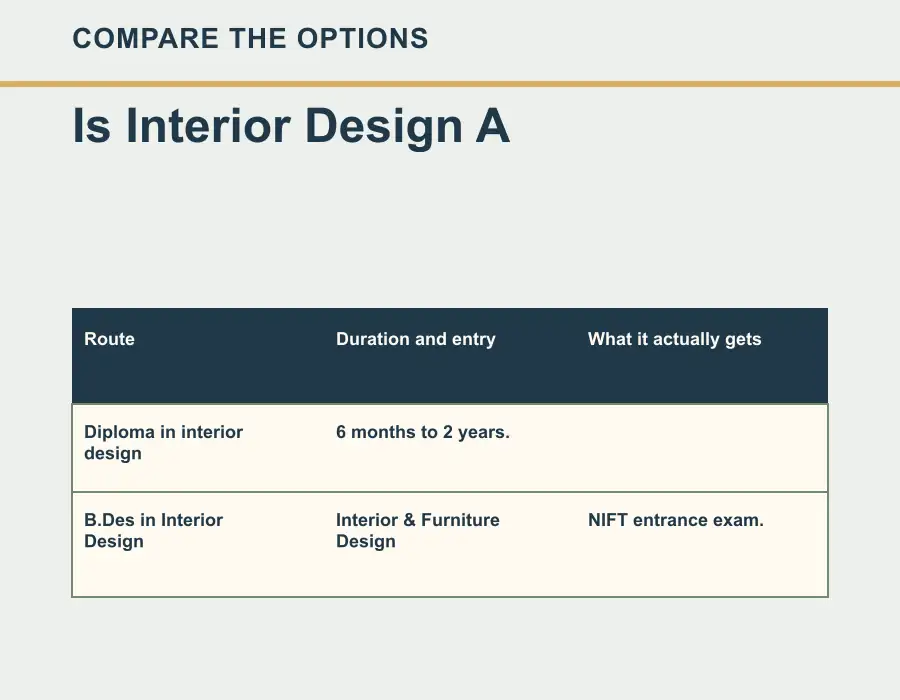 COMPARE THE OPTIONS
Is Interior Design A
Route Duration and entry What it actually gets
Diploma in interior design 6 months to 2 years.
B.Des in Interior Design Interior & Furniture Design NIFT entrance exam.